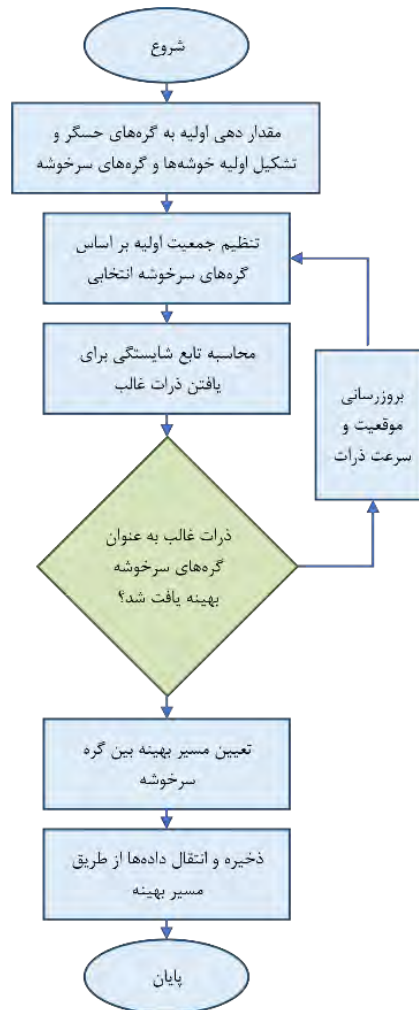 شروع
مقدار دهی اولیه به گره‌های حسگر و
تشکیل اولیه خوشه‌ها و گره‌های سرخوشه
تنظیم جمعیت اولیه بر اساس
گره‌های سرخوشه انتخابی
محاسبه تابع شایستگی برای
یافتن ذرات غالب
بروزرسانی
موقعیت و
سرعت ذرات
ذرات غالب به عنوان
گره‌های سرخوشه
بهینه یافت شد؟
تعیین مسیر بهینه بین گره
سرخوشه
ذخیره و انتقال داده‌ها از طریق
مسیر بهینه
پایان